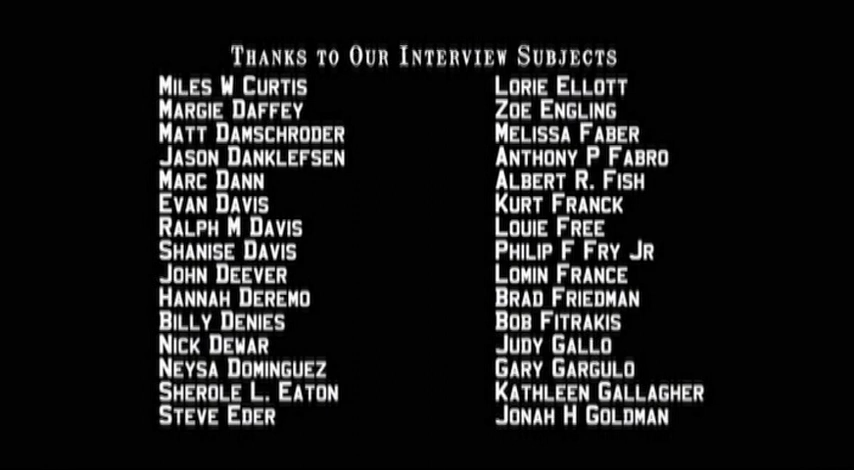 Thanks to Our Interview Subjects
Miles W Curtis
Margie Daffey
Matt Damschroder
Jason Danklefsen
Marc Dann
Evan Davis
Ralph M Davis
Shanise Davis
John Deever
Hannah Deremo
Billy Denies
Nick Dewar
Neysa Dominguez
Sherole L. Eaton
Steve Eder
Lorie Ellott
Zoe Engling
Melissa Faber
Anthony P Fabro
Albert R. Fish
Kurt Franck
Louie Free
Philip F Fry Jr
Lomin France
Brad Friedman
Bob Fitrakis
Judy Gallo
Gary Gargulo
Kathleen Gallagher
Jonah H Goldman